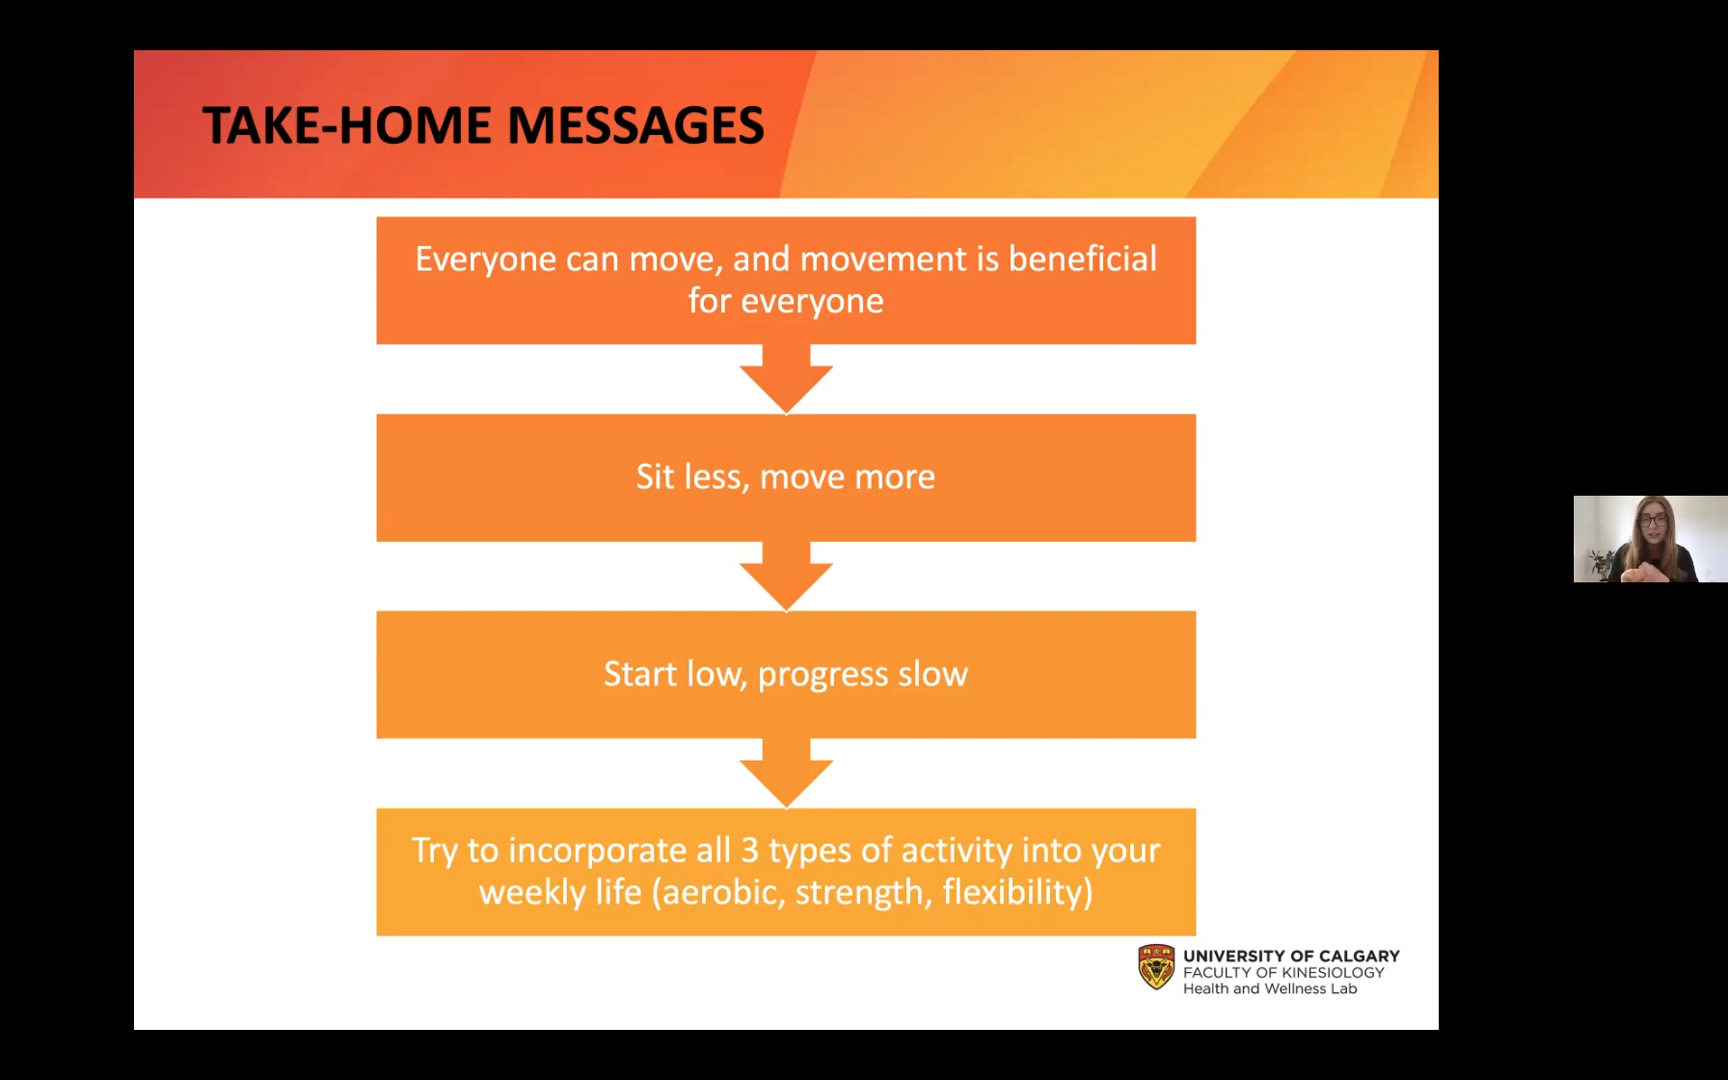 TAKE-HOME MESSAGES
Everyone can move, and movement is beneficial
for everyone
Sit less, move more
Start low, progress slow
Try to incorporate all 3 types of activity into your
weekly life (aerobic, strength, flexibility)
UNIVERSITY OF CALGARY
FACULTY OF KINESIOLOGY
Health and Wellness Lab